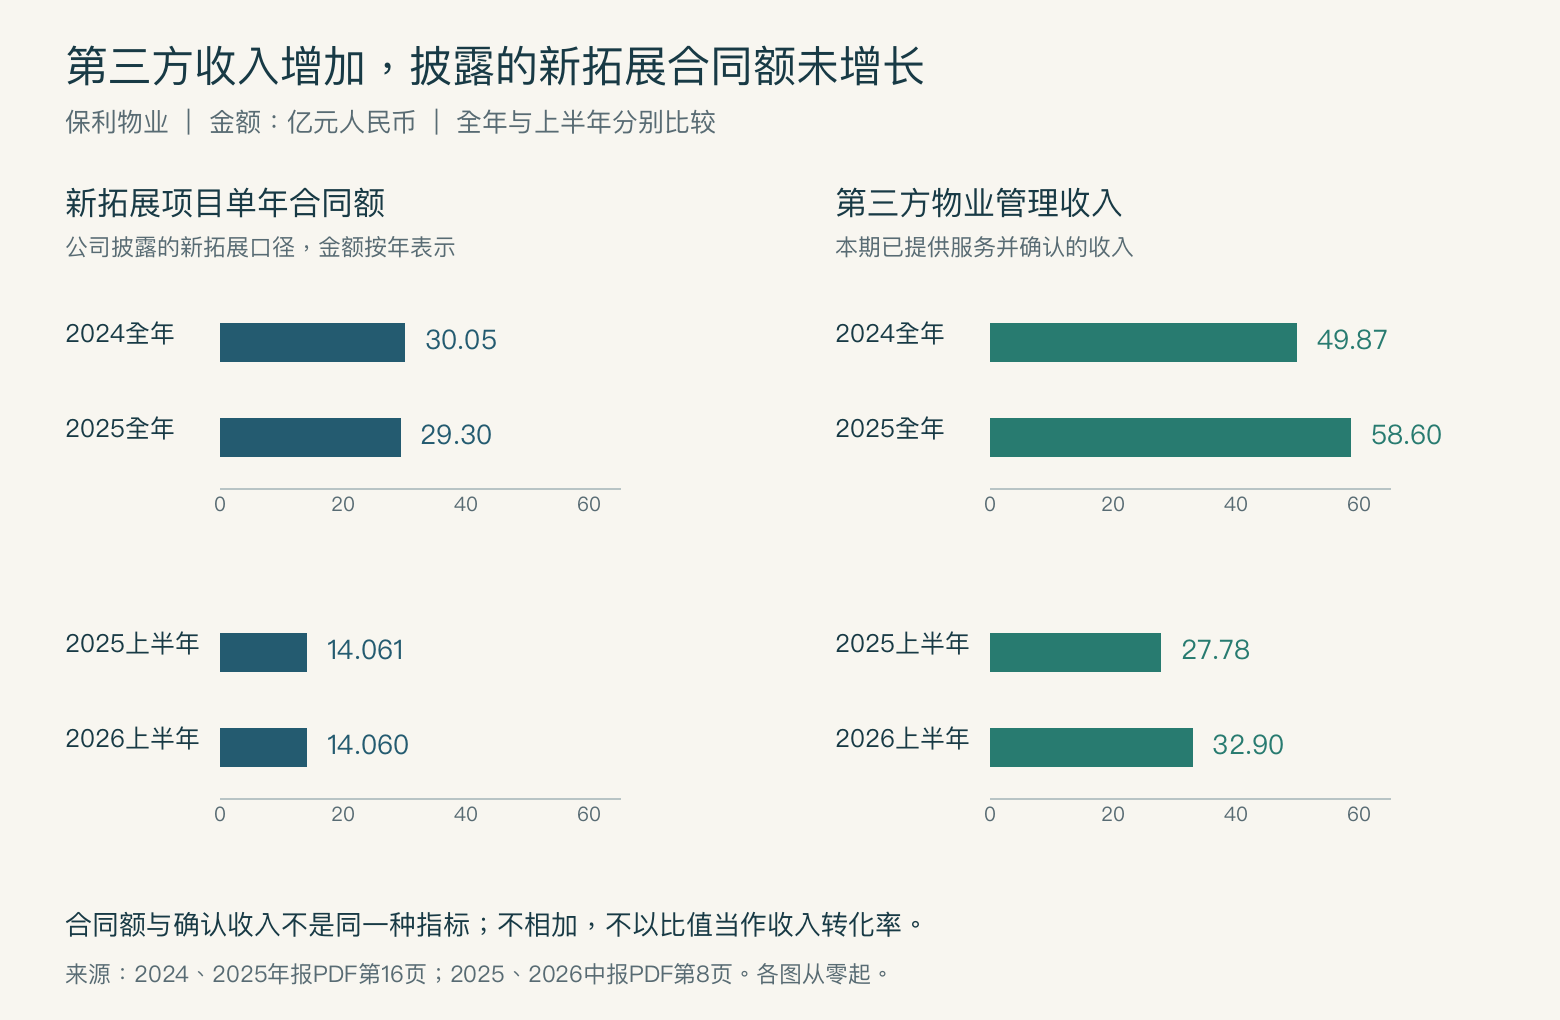 第三方收入增加，披露的新拓展合同额未增长
保利物业 │ 金额：亿元人民币 │ 全年与上半年分别比较
新拓展项目单年合同额
公司披露的新拓展口径，金额按年表示
2024全年 30.05
2025全年 29.30
0 20 40 60
2025上半年 14.061
2026上半年 14.060
0 20 40 60
第三方物业管理收入
本期已提供服务并确认的收入
2024全年 49.87
2025全年 58.60
0 20 40 60
2025上半年 27.78
2026上半年 32.90
0 20 40 60
合同额与确认收入不是同一种指标；不相加，不以比值当作收入转化率。
来源：2024、2025年报PDF第16页；2025、2026中报PDF第8页。各图从零起。